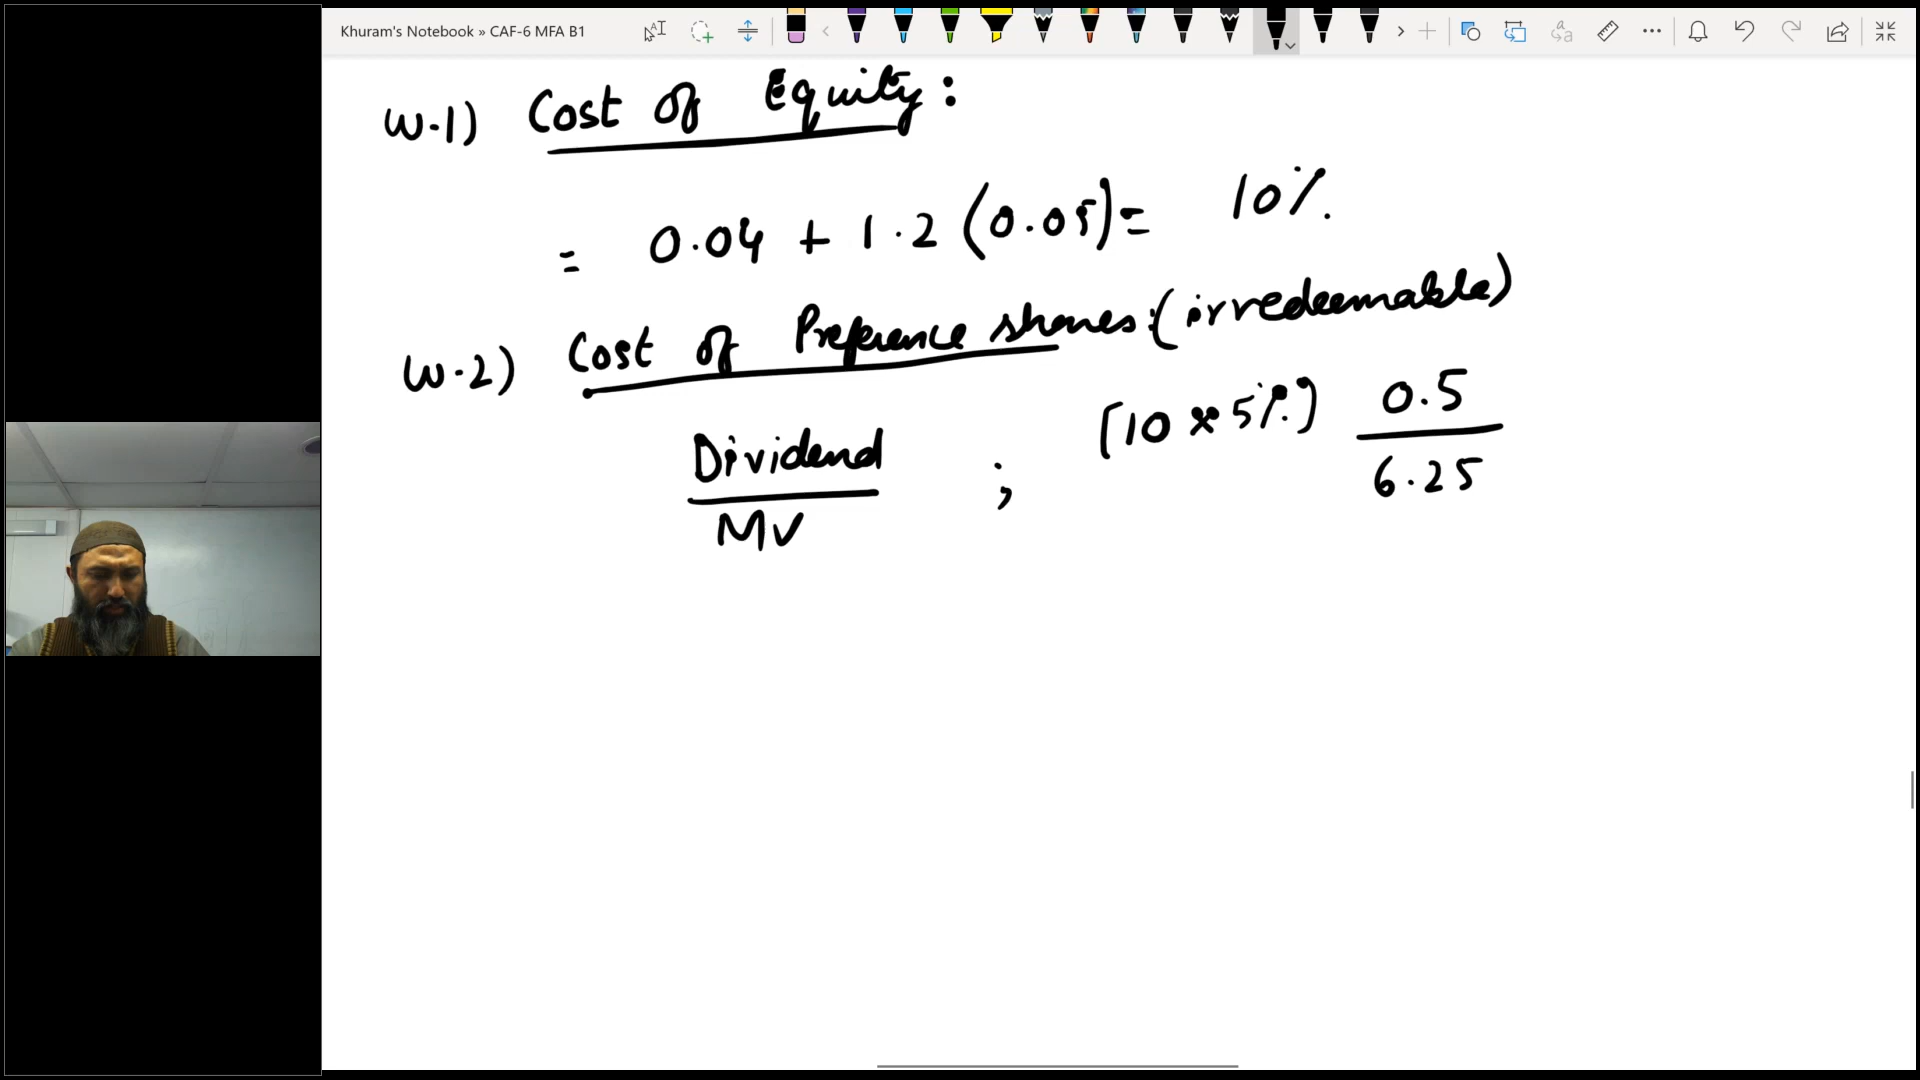 Khuram's Notebook » CAF-6 MFA B1
W.1) Cost of Equity:
= 0.04 + 1.2 (0.05) = 10%.
W.2) Cost of Preference shares: (irredeemable)
Dividend / MV ; [10 × 5%] 0.5 / 6.25